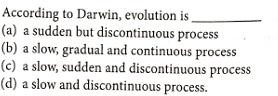 According to Darwin, evolution is ____________
(a) a sudden but discontinuous process
(b) a slow, gradual and continuous process
(c) a slow, sudden and discontinuous process
(d) a slow and discontinuous process.